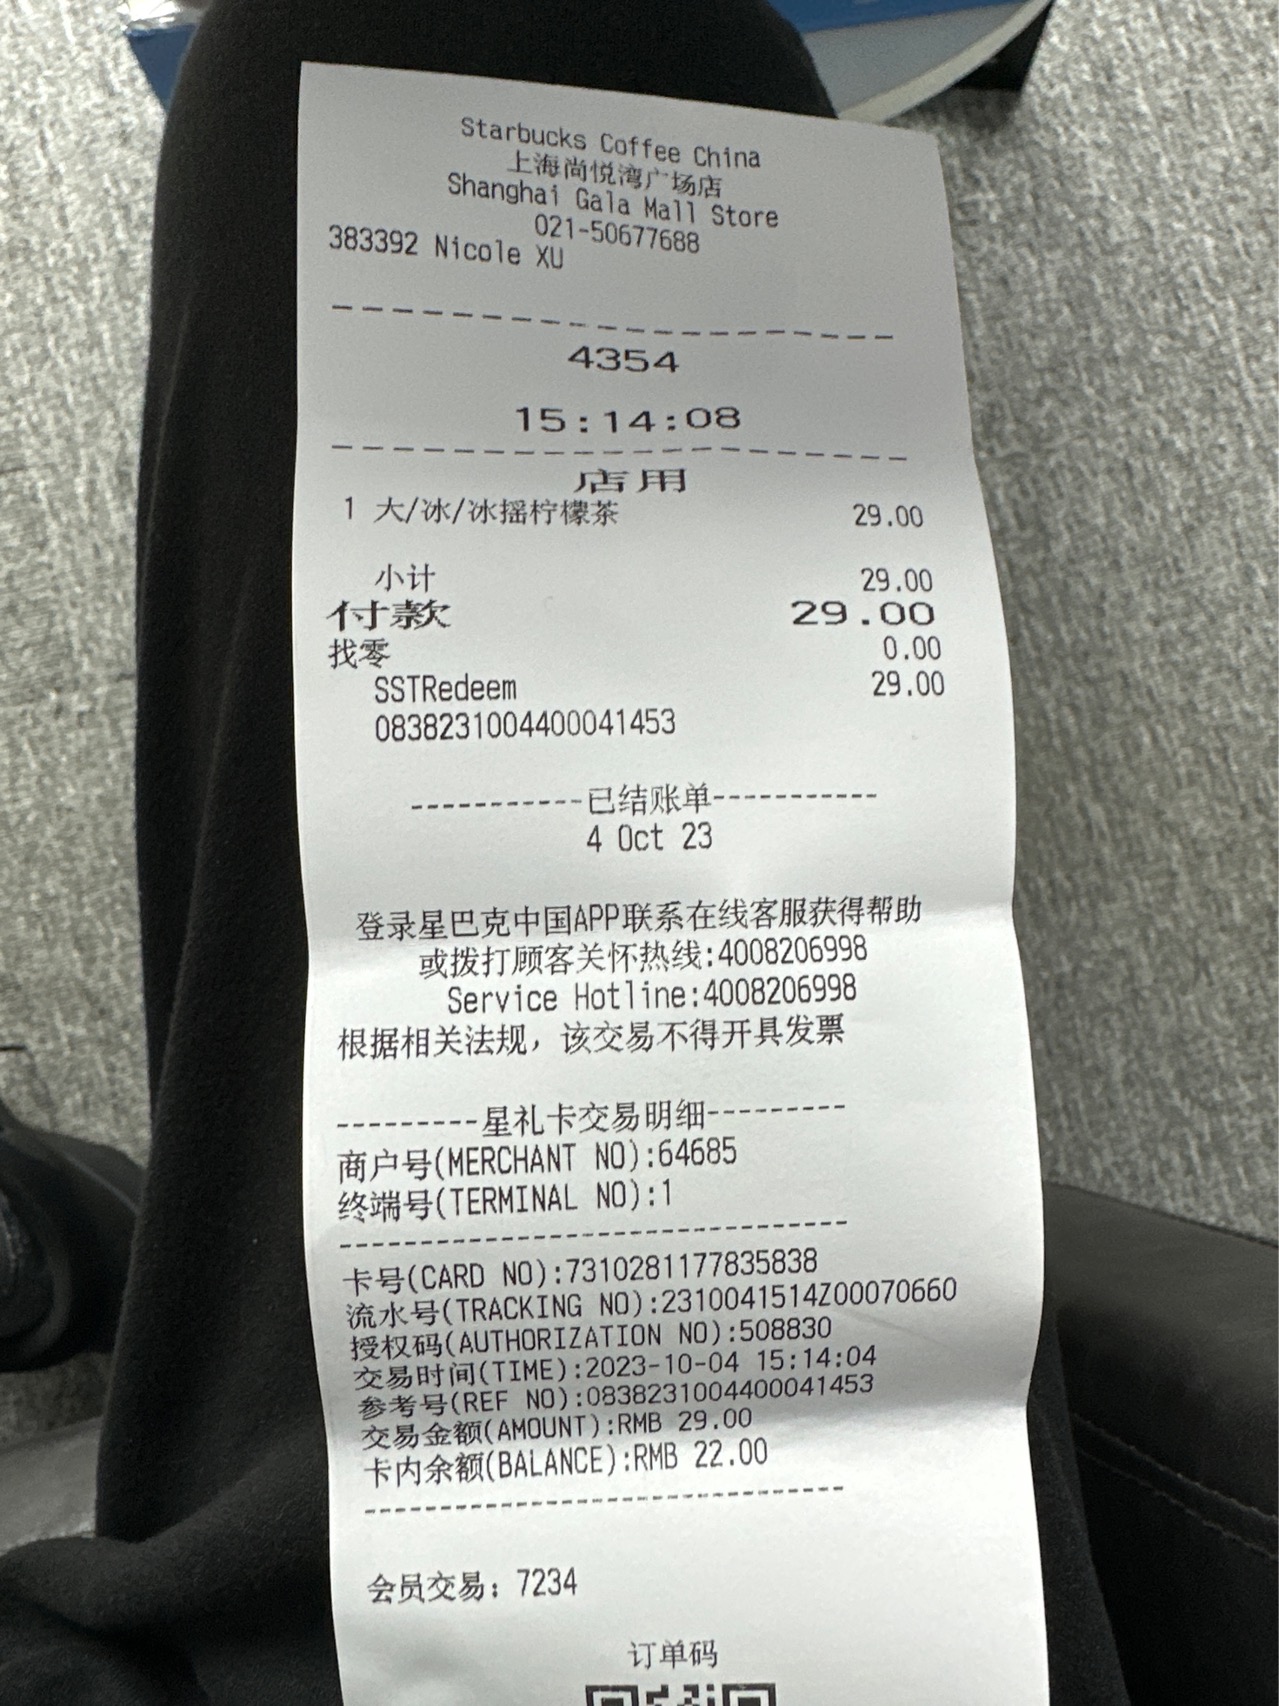 Starbucks Coffee China
上海尚悦湾广场店
Shanghai Gala Mall Store
021-50677688
383392 Nicole XU
4354
15:14:08
店用
1 大/冰/冰摇柠檬茶 29.00
小计 29.00
付款 29.00
找零 0.00
SSTRedeem 29.00
0838231004400041453
-----------已结账单-----------
4 Oct 23
登录星巴克中国APP联系在线客服获得帮助
或拨打顾客关怀热线:4008206998
Service Hotline:4008206998
根据相关法规，该交易不得开具发票
---------星礼卡交易明细---------
商户号(MERCHANT NO):64685
终端号(TERMINAL NO):1
卡号(CARD NO):7310281177835838
流水号(TRACKING NO):2310041514Z00070660
授权码(AUTHORIZATION NO):508830
交易时间(TIME):2023-10-04 15:14:04
参考号(REF NO):0838231004400041453
交易金额(AMOUNT):RMB 29.00
卡内余额(BALANCE):RMB 22.00
会员交易: 7234
订单码